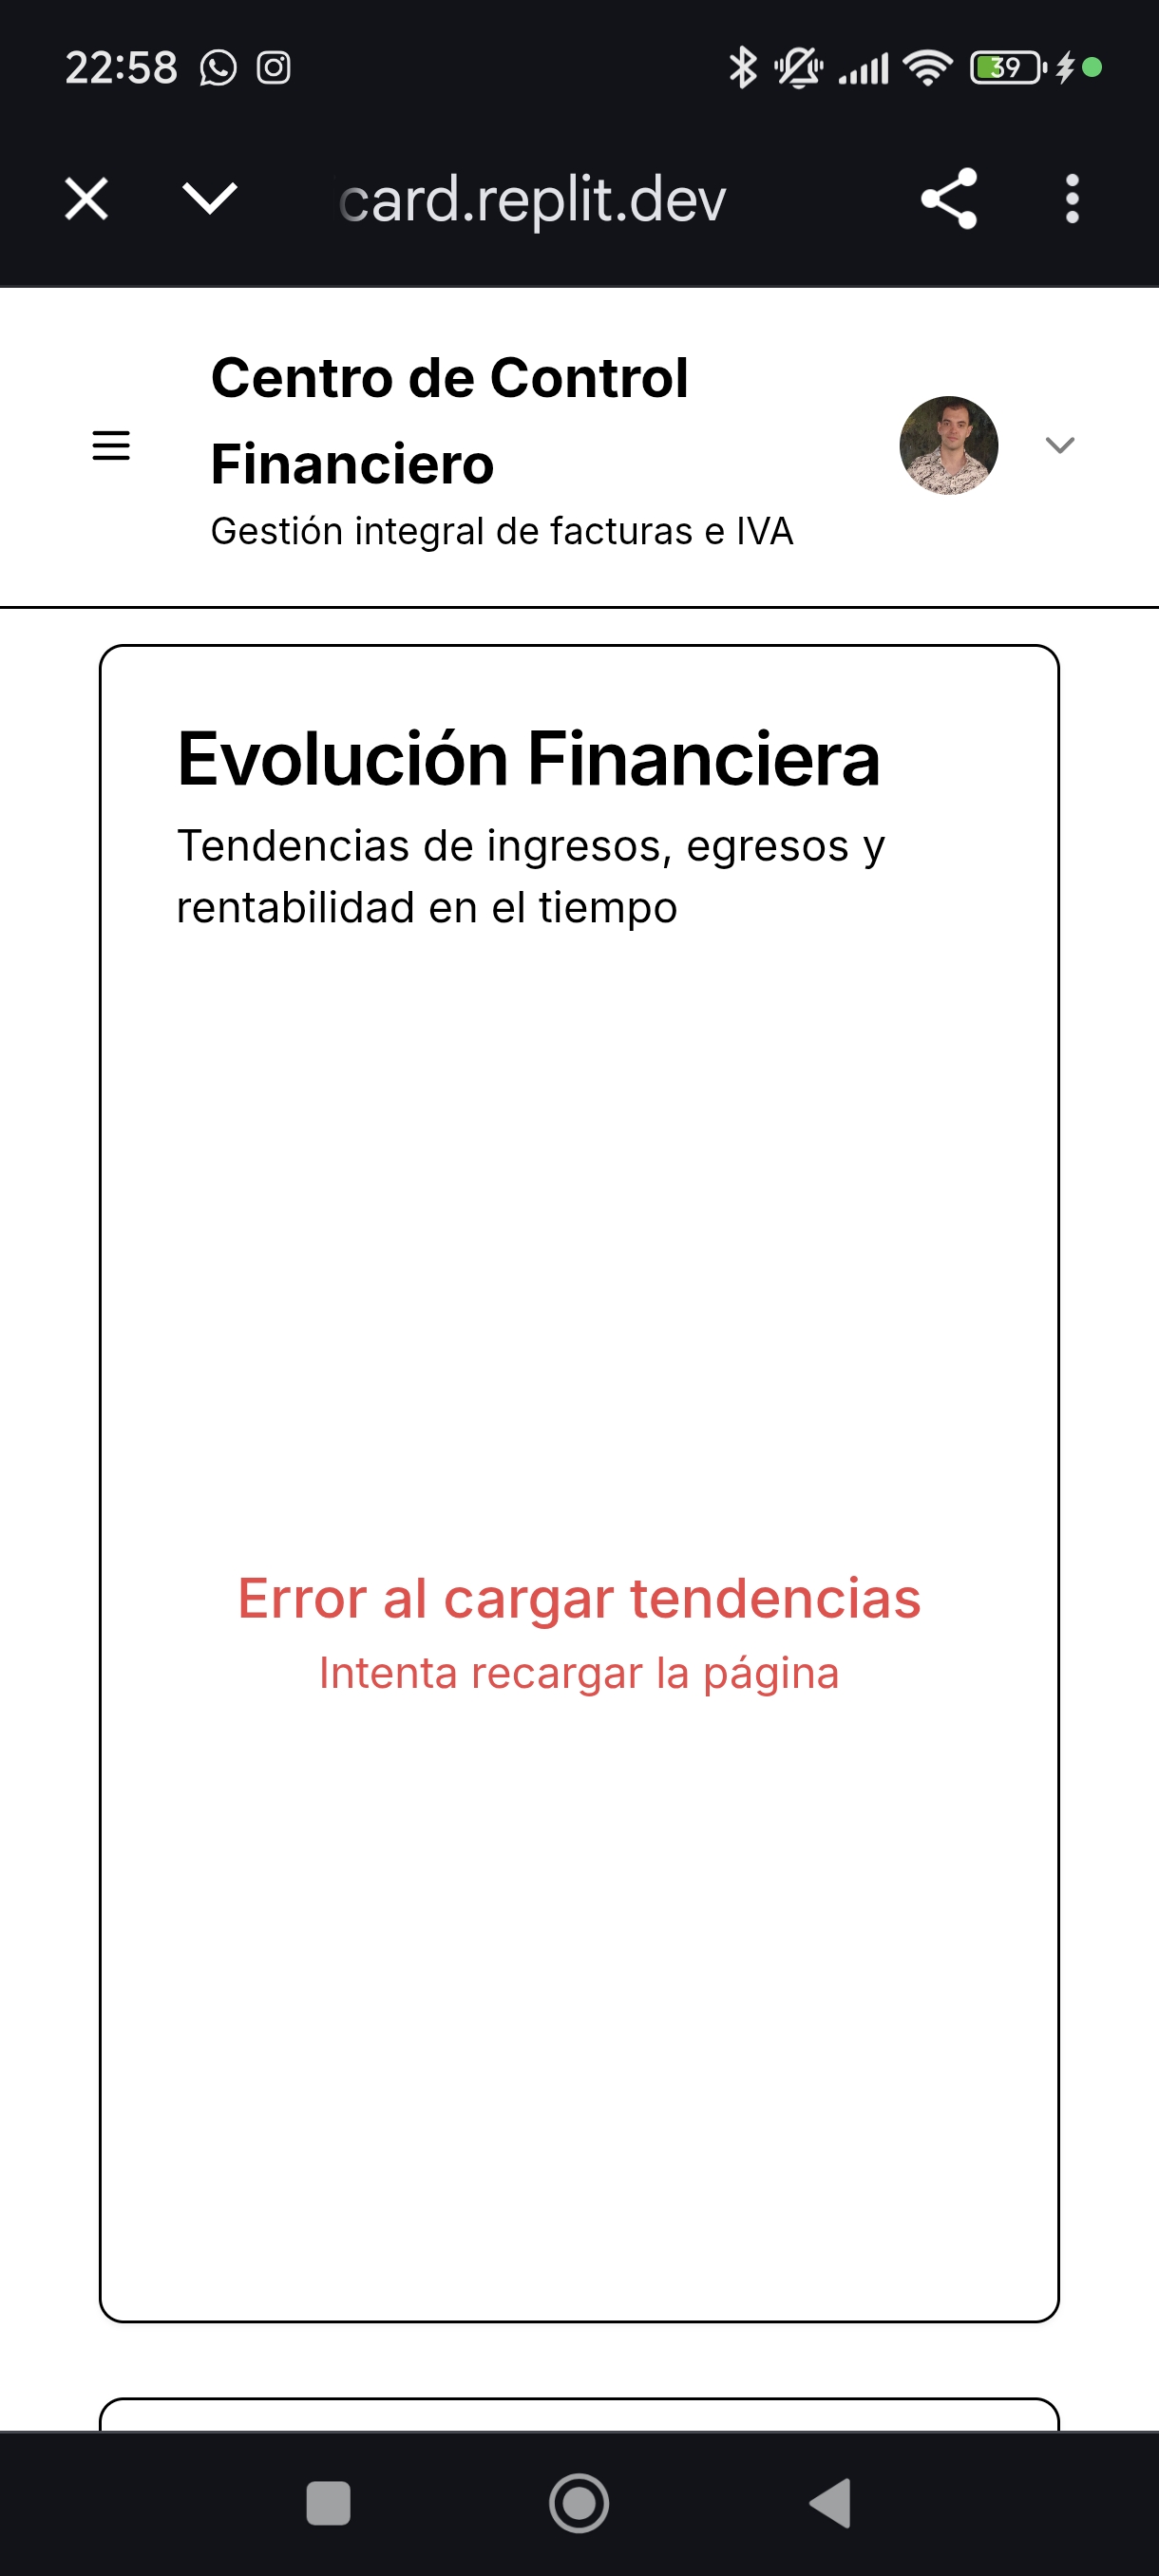 22:58
39
card.replit.dev
Centro de Control
Financiero
Gestión integral de facturas e IVA
Evolución Financiera
Tendencias de ingresos, egresos y
rentabilidad en el tiempo
Error al cargar tendencias
Intenta recargar la página